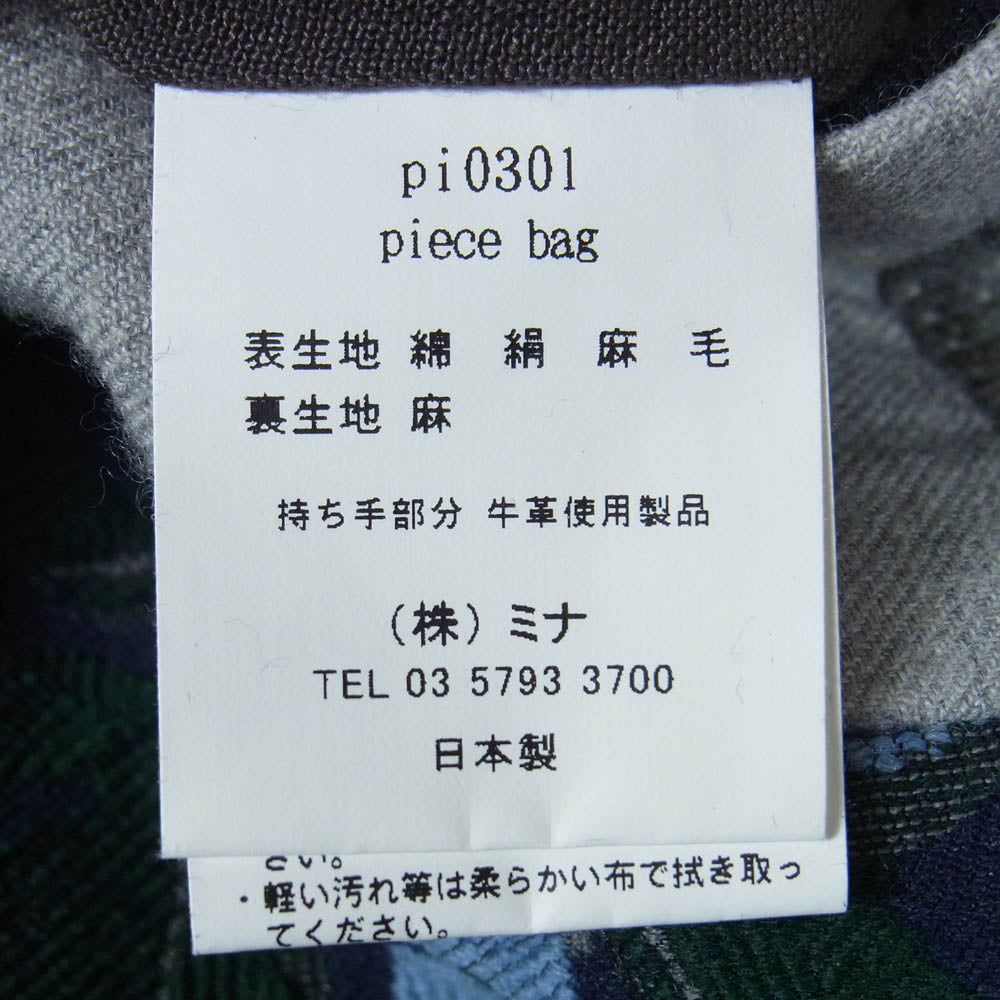 pi0301
piece bag
表生地 綿 絹 麻 毛
裏生地 麻
持ち手部分 牛革使用製品
(株)ミナ
TEL 03 5793 3700
日本製
さい。
・軽い汚れ等は柔らかい布で拭き取っ
てください。